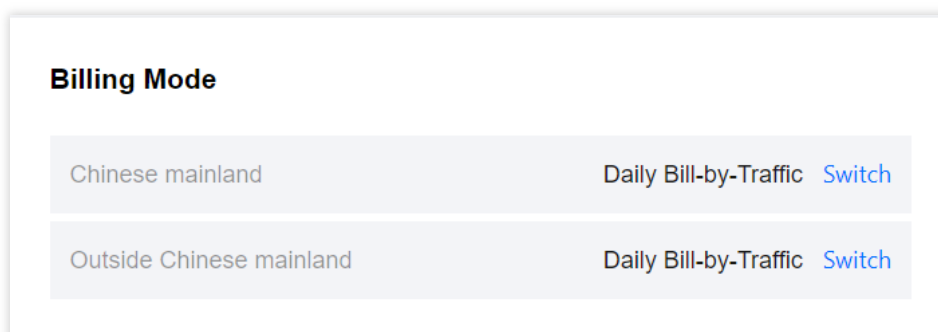 Billing Mode
Chinese mainland Daily Bill-by-Traffic Switch
Outside Chinese mainland Daily Bill-by-Traffic Switch